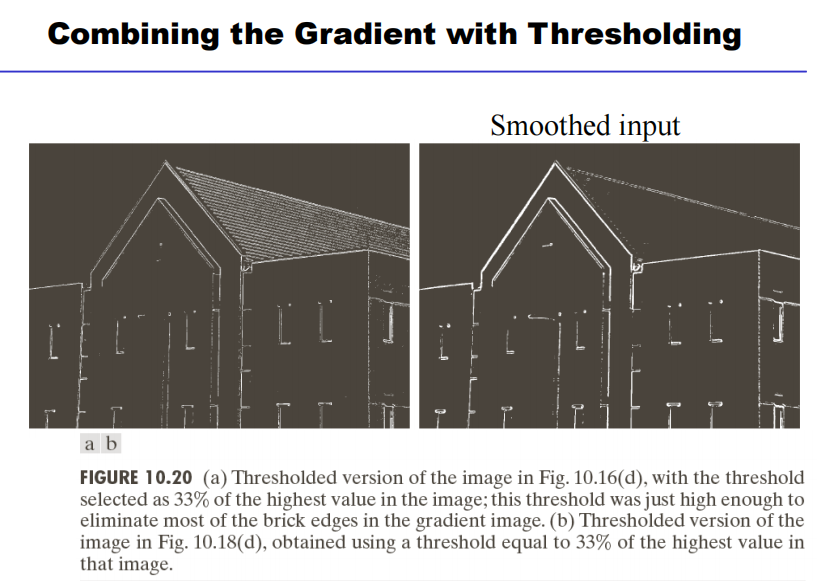 Combining the Gradient with Thresholding
Smoothed input
a b
FIGURE 10.20 (a) Thresholded version of the image in Fig. 10.16(d), with the threshold
selected as 33% of the highest value in the image; this threshold was just high enough to
eliminate most of the brick edges in the gradient image. (b) Thresholded version of the
image in Fig. 10.18(d), obtained using a threshold equal to 33% of the highest value in
that image.